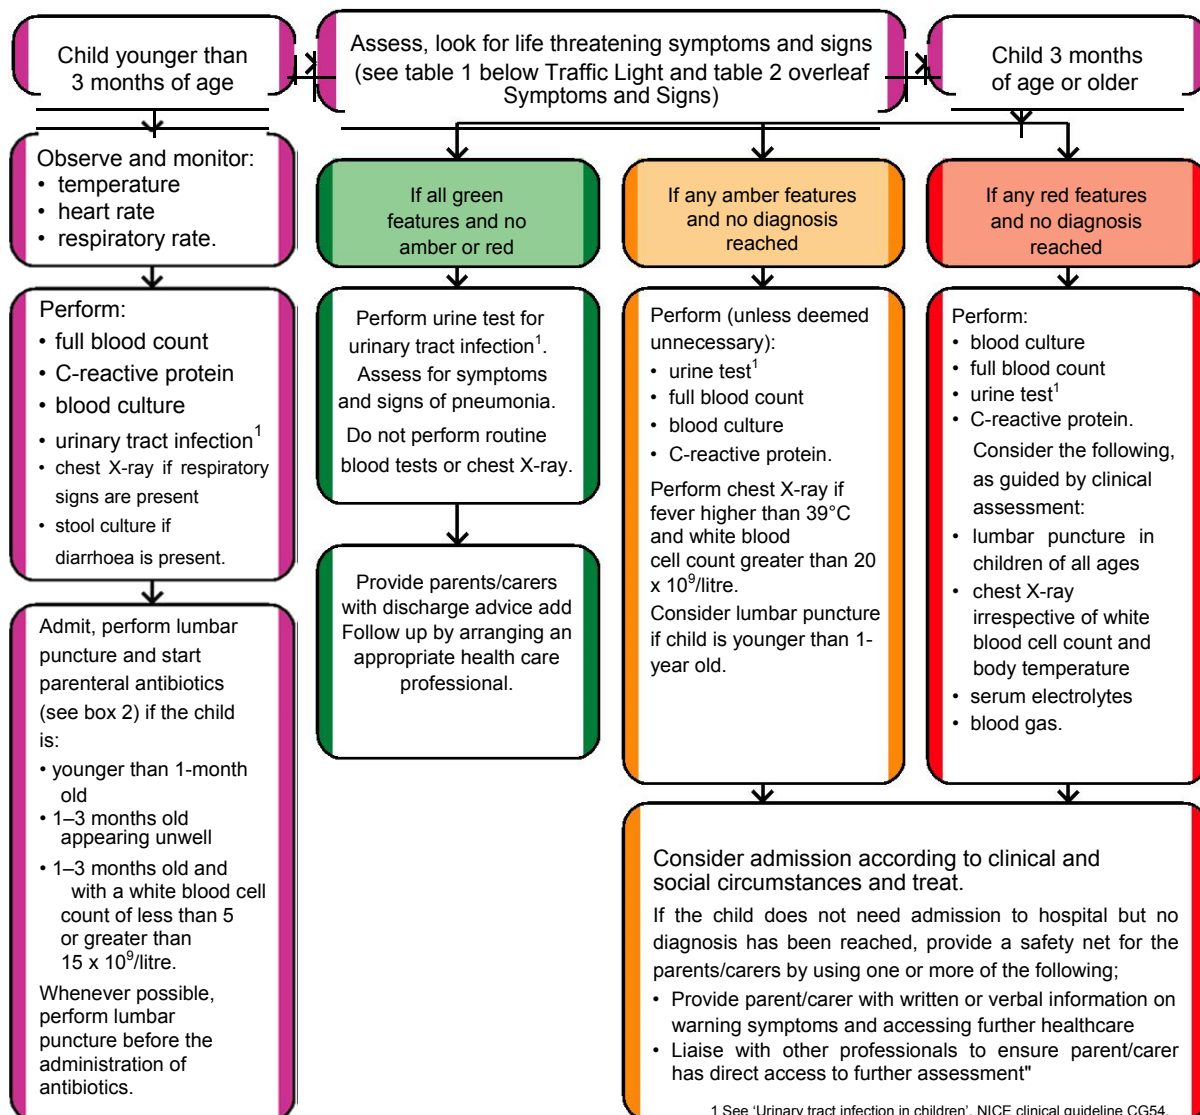 Child younger than
3 months of age
Assess, look for life threatening symptoms and signs
(see table 1 below Traffic Light and table 2 overleaf
Symptoms and Signs)
Child 3 months
of age or older
Observe and monitor:
• temperature
• heart rate
• respiratory rate.
Perform:
• full blood count
• C-reactive protein
• blood culture
• urinary tract infection¹
• chest X-ray if respiratory
signs are present
• stool culture if
diarrhoea is present.
Admit, perform lumbar
puncture and start
parenteral antibiotics
(see box 2) if the child
is:
• younger than 1-month
old
• 1–3 months old
appearing unwell
• 1–3 months old and
with a white blood cell
count of less than 5
or greater than
15 x 10⁹/litre.
Whenever possible,
perform lumbar
puncture before the
administration of
antibiotics.
If all green
features and no
amber or red
Perform urine test for
urinary tract infection¹.
Assess for symptoms
and signs of pneumonia.
Do not perform routine
blood tests or chest X-ray.
Provide parents/carers
with discharge advice add
Follow up by arranging an
appropriate health care
professional.
If any amber features
and no diagnosis
reached
Perform (unless deemed
unnecessary):
• urine test¹
• full blood count
• blood culture
• C-reactive protein.
Perform chest X-ray if
fever higher than 39°C
and white blood
cell count greater than 20
x 10⁹/litre.
Consider lumbar puncture
if child is younger than 1-
year old.
If any red features
and no diagnosis
reached
Perform:
• blood culture
• full blood count
• urine test¹
• C-reactive protein.
Consider the following,
as guided by clinical
assessment:
• lumbar puncture in
children of all ages
• chest X-ray
irrespective of white
blood cell count and
body temperature
• serum electrolytes
• blood gas.
Consider admission according to clinical and
social circumstances and treat.
If the child does not need admission to hospital but no
diagnosis has been reached, provide a safety net for the
parents/carers by using one or more of the following;
• Provide parent/carer with written or verbal information on
warning symptoms and accessing further healthcare
• Liaise with other professionals to ensure parent/carer
has direct access to further assessment"
1 See 'Urinary tract infection in children', NICE clinical guideline CG54.